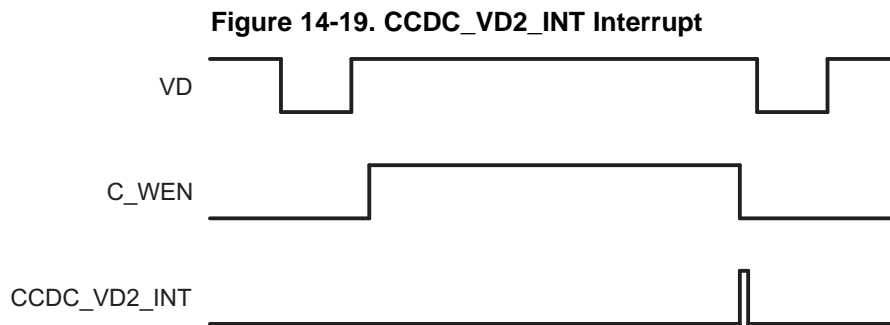 Figure 14-19. CCDC_VD2_INT Interrupt
VD
C_WEN
CCDC_VD2_INT